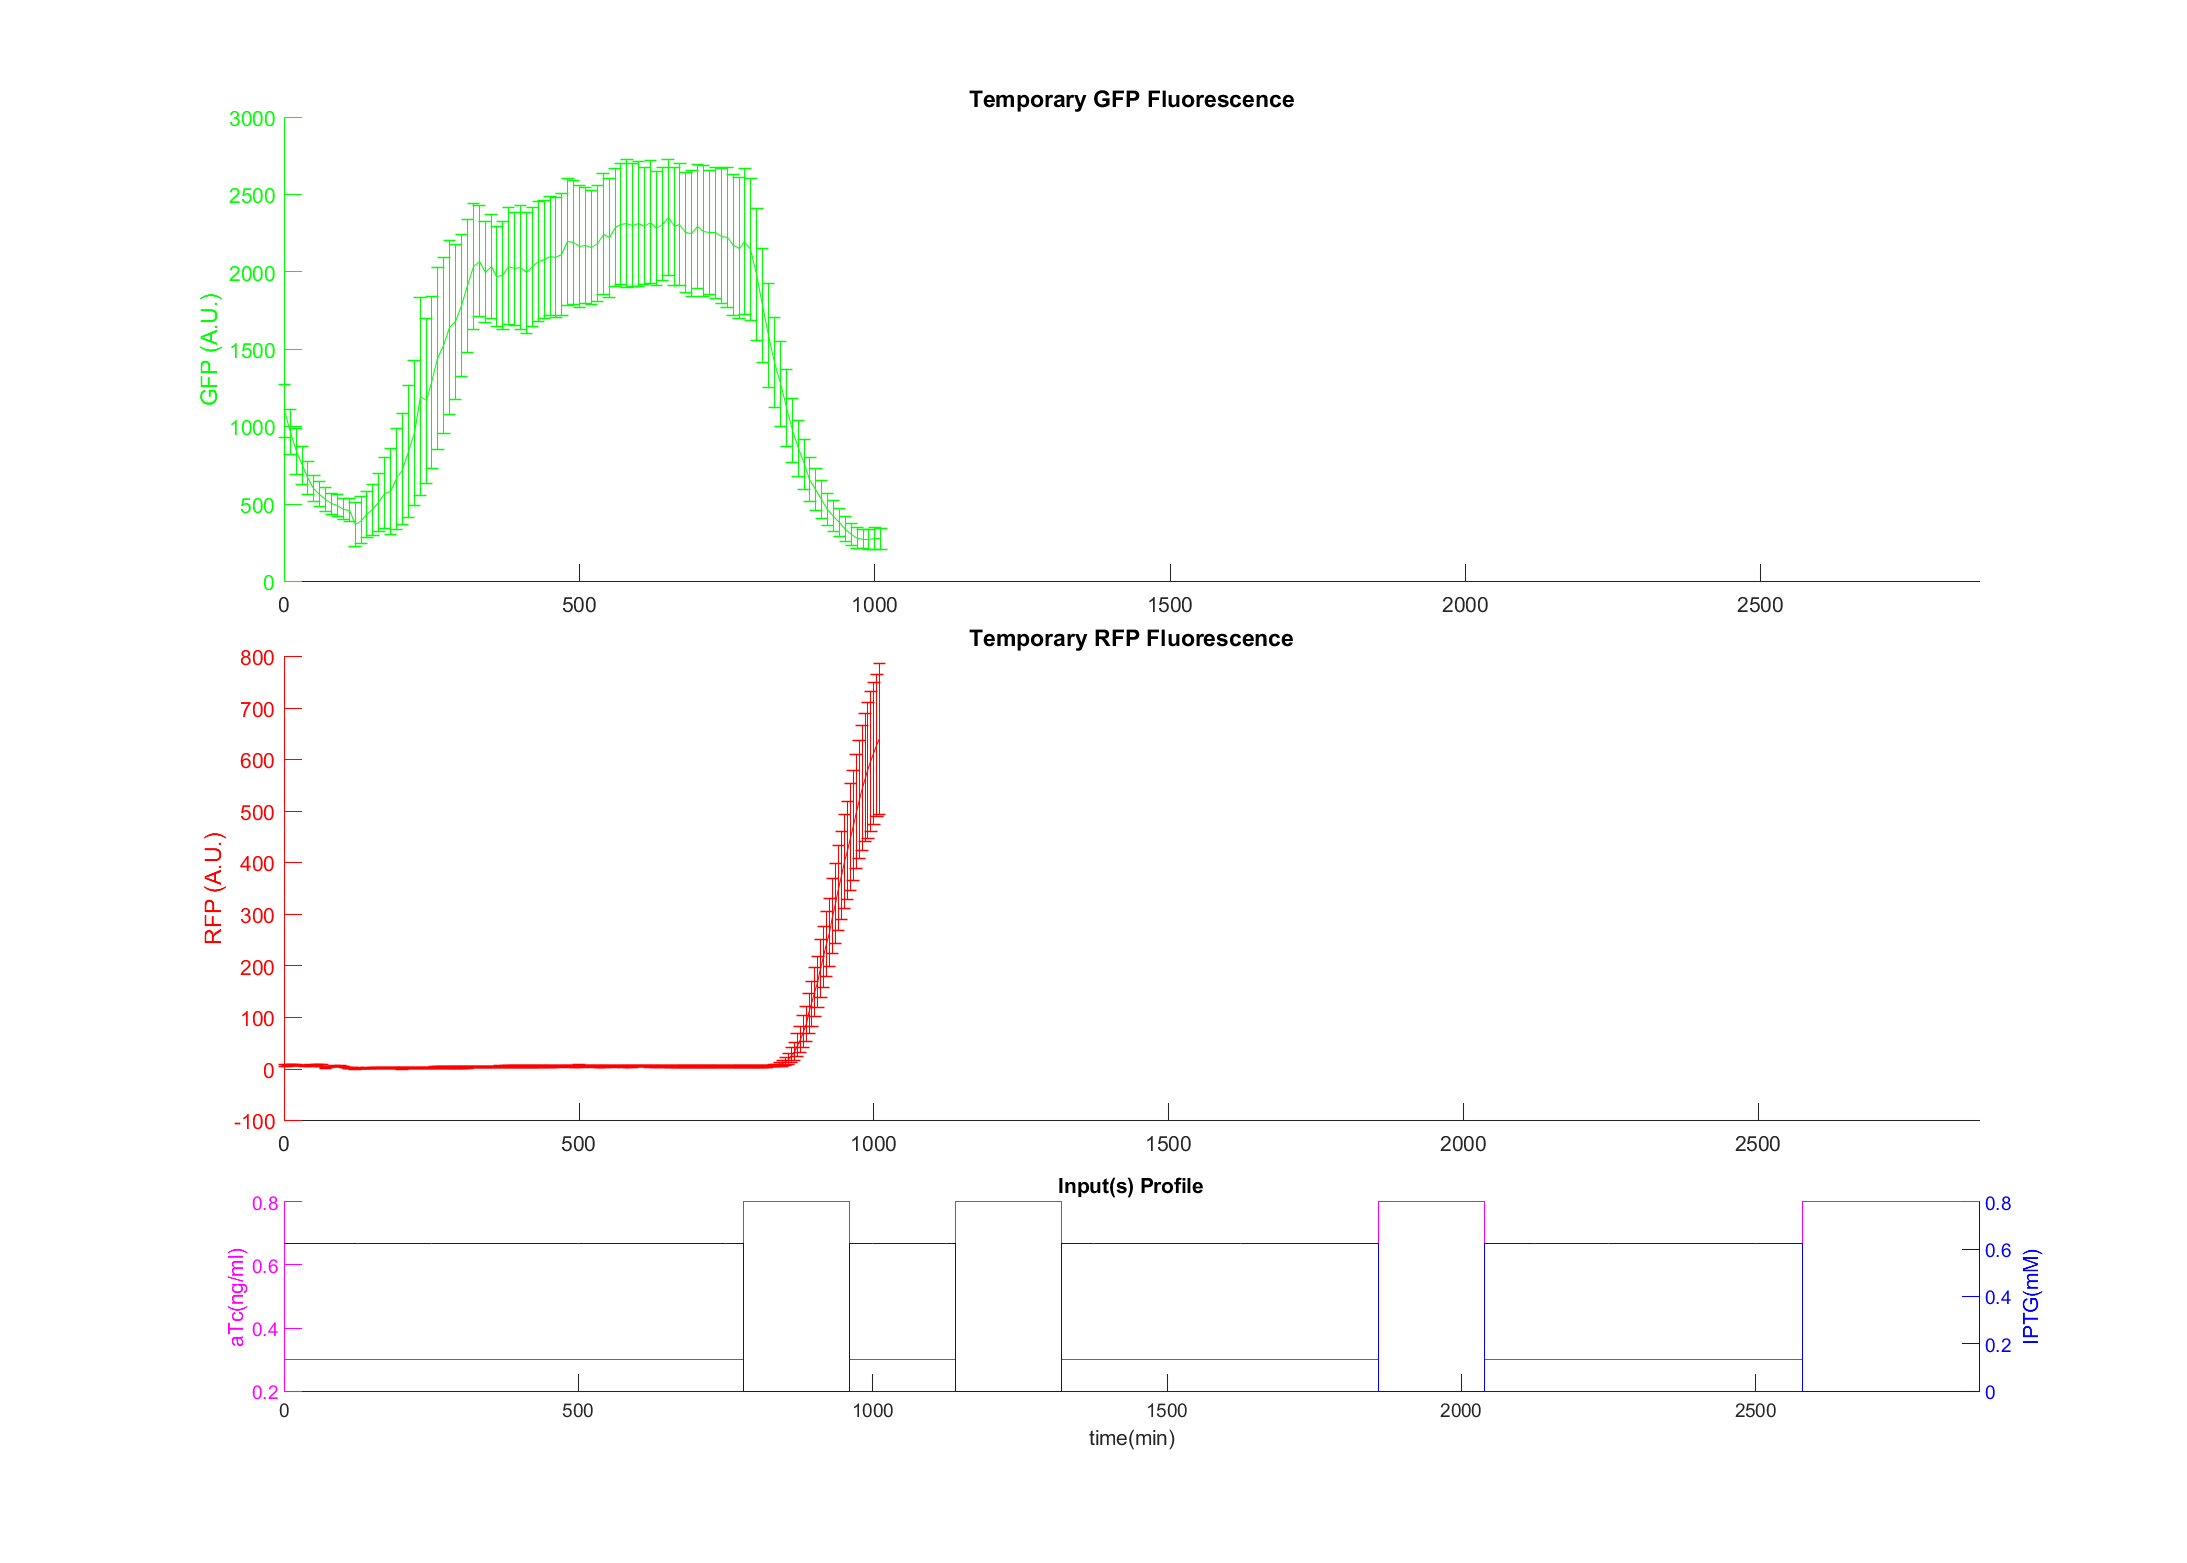 Temporary GFP Fluorescence
3000
2500
2000
1500
1000
500
0
GFP (A.U.)
0 500 1000 1500 2000 2500
Temporary RFP Fluorescence
800
700
600
500
400
300
200
100
0
-100
RFP (A.U.)
0 500 1000 1500 2000 2500
Input(s) Profile
0.8
0.6
0.4
0.2
aTc(ng/ml)
0.8
0.6
0.4
0.2
0
IPTG(mM)
0 500 1000 1500 2000 2500
time(min)